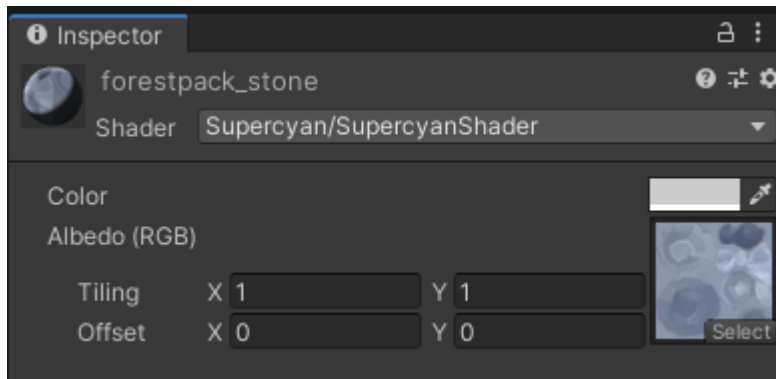 Inspector
forestpack_stone
Shader Supercyan/SupercyanShader
Color
Albedo (RGB)
Tiling X 1 Y 1
Offset X 0 Y 0
Select